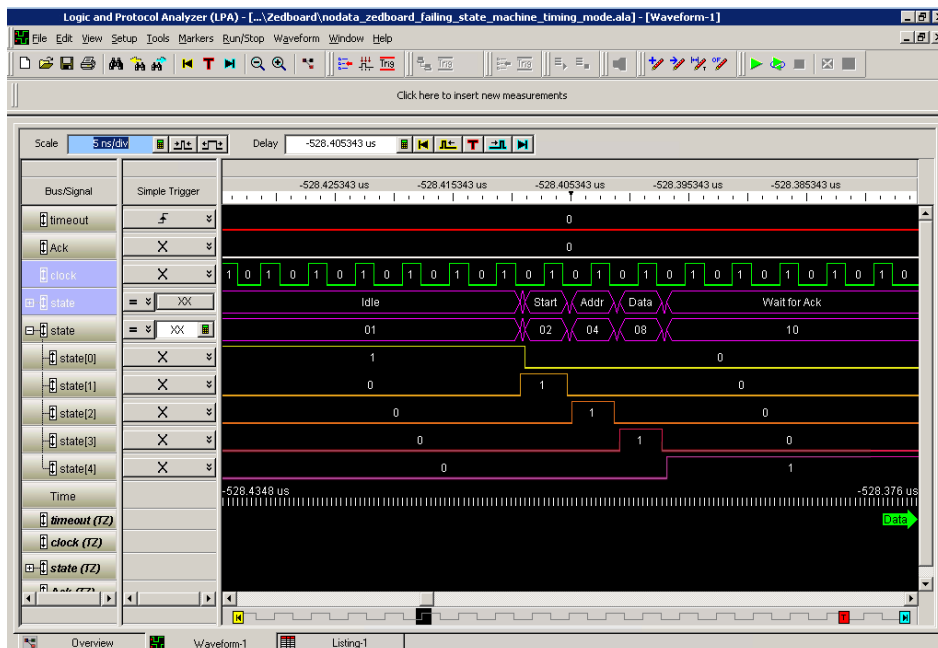 Logic and Protocol Analyzer (LPA) - [...\Zedboard\nodata_zedboard_failing_state_machine_timing_mode.ala] - [Waveform-1]
File Edit View Setup Tools Markers Run/Stop Waveform Window Help
Click here to insert new measurements
Scale 5 ns/div Delay -528.405343 us
Bus/Signal Simple Trigger -528.425343 us -528.415343 us -528.405343 us -528.395343 us -528.385343 us
timeout 0
Ack X 0
clock X 1 0 1 0 1 0 1 0 1 0 1 0 1 0 1 0 1 0 1 0 1 0 1 0 1 0 1 0 1 0
state = XX Idle Start Addr Data Wait for Ack
state = XX 01 02 04 08 10
state[0] X 1 0
state[1] X 0 1 0
state[2] X 0 1 0
state[3] X 0 1 0
state[4] X 0 1
Time -528.4348 us -528.376 us
timeout (TZ) Data
clock (TZ)
state (TZ)
Ack (TZ)
T
Overview Waveform-1 Listing-1